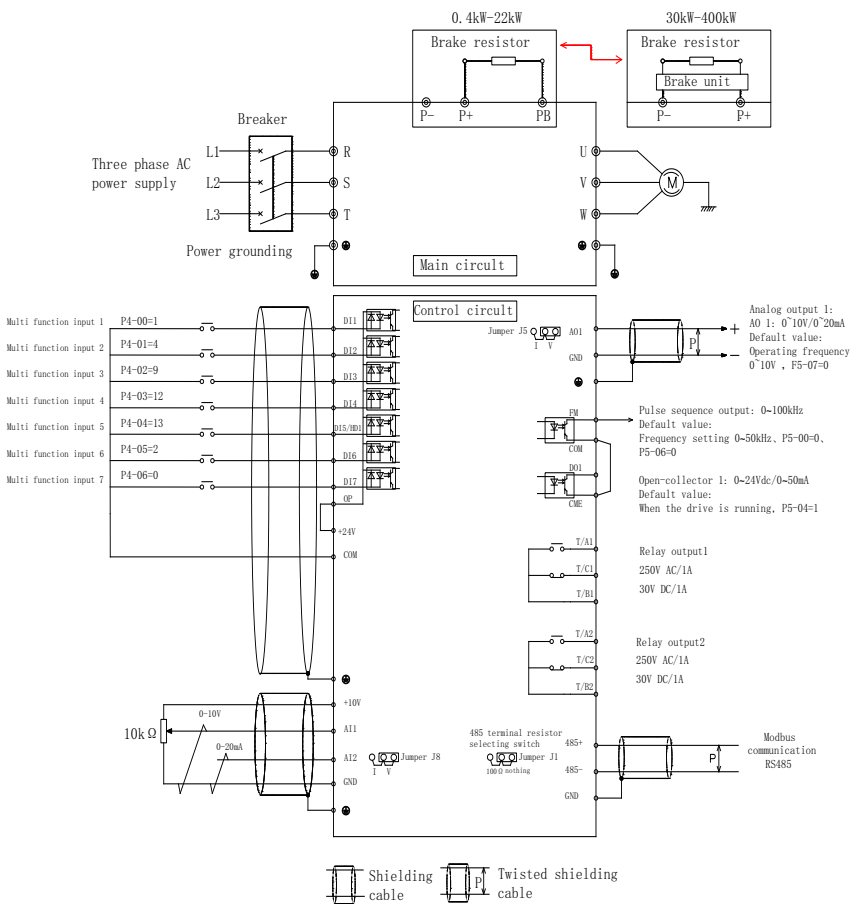 0.4kW-22kW
30kW-400kW
Brake resistor
Brake resistor
Brake unit
P-
P+
PB
P-
P+
Breaker
Three phase AC
power supply
L1
L2
L3
R
S
T
U
V
W
M
Power grounding
Main circuit
Control circuit
Multi function input 1
P4-00=1
DI1
Multi function input 2
P4-01=4
DI2
Multi function input 3
P4-02=9
DI3
Multi function input 4
P4-03=12
DI4
Multi function input 5
P4-04=13
DI5/HDI
Multi function input 6
P4-05=2
DI6
Multi function input 7
P4-06=0
DI7
OP
+24V
COM
Jumper J5
I V
AO1
GND
P
+
-
Analog output 1:
AO 1: 0~10V/0~20mA
Default value:
Operating frequency
0~10V , F5-07=0
FM
COM
Pulse sequence output: 0~100kHz
Default value:
Frequency setting 0~50kHz、P5-00=0、
P5-06=0
DO1
CME
Open-collector 1: 0~24Vdc/0~50mA
Default value:
When the drive is running, P5-04=1
T/A1
T/C1
T/B1
Relay output1
250V AC/1A
30V DC/1A
T/A2
T/C2
T/B2
Relay output2
250V AC/1A
30V DC/1A
+10V
AI1
AI2
GND
10kΩ
0-10V
0-20mA
Jumper J8
I V
485 terminal resistor
selecting switch
Jumper J1
100Ω nothing
485+
485-
GND
P
Modbus
communication
RS485
Shielding
cable
P
Twisted shielding
cable